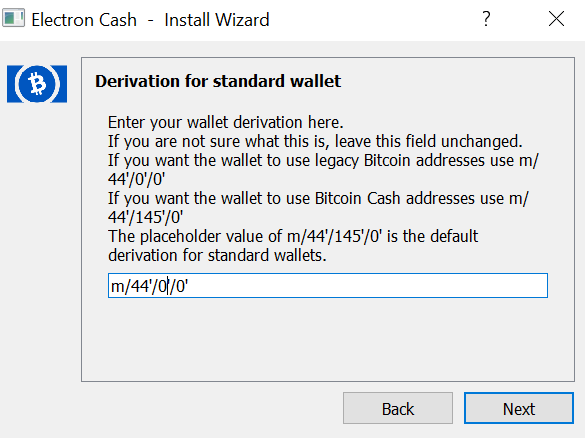 Electron Cash - Install Wizard ? ×
Derivation for standard wallet
Enter your wallet derivation here.
If you are not sure what this is, leave this field unchanged.
If you want the wallet to use legacy Bitcoin addresses use m/
44'/0'/0'
If you want the wallet to use Bitcoin Cash addresses use m/
44'/145'/0'
The placeholder value of m/44'/145'/0' is the default
derivation for standard wallets.
m/44'/0'/0'
Back Next